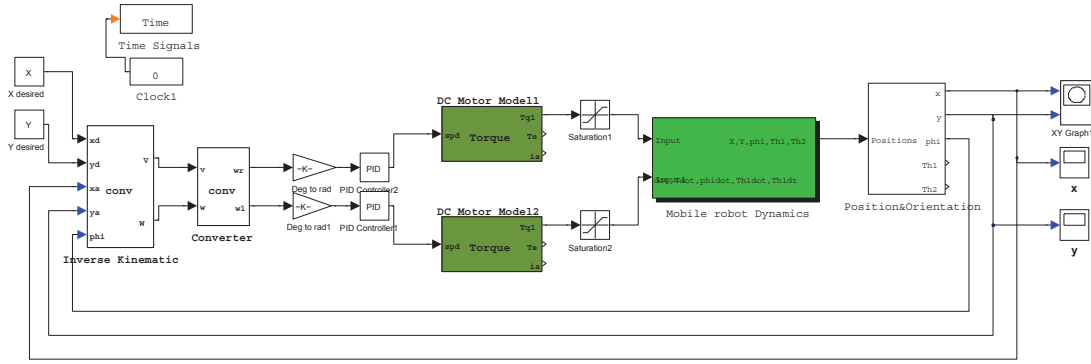 Time
Time Signals
0
Clock1
X
X desired
Y
Y desired
xd
yd
xa
ya
phi
conv
V
W
Inverse Kinematic
v
w
conv
wr
wl
Converter
-K-
Deg to rad
-K-
Deg to rad1
PID
PID Controller2
PID
PID Controller1
DC Motor Model1
spd
Torque
Tq1
Te
ia
DC Motor Model2
spd
Torque
Tq1
Te
ia
Saturation1
Saturation2
Input
X,Y,phi,Th1,Th2
Mobile robot Dynamics
Positions
x
y
phi
Th1
Th2
Position&Orientation
XY Graph1
x
y